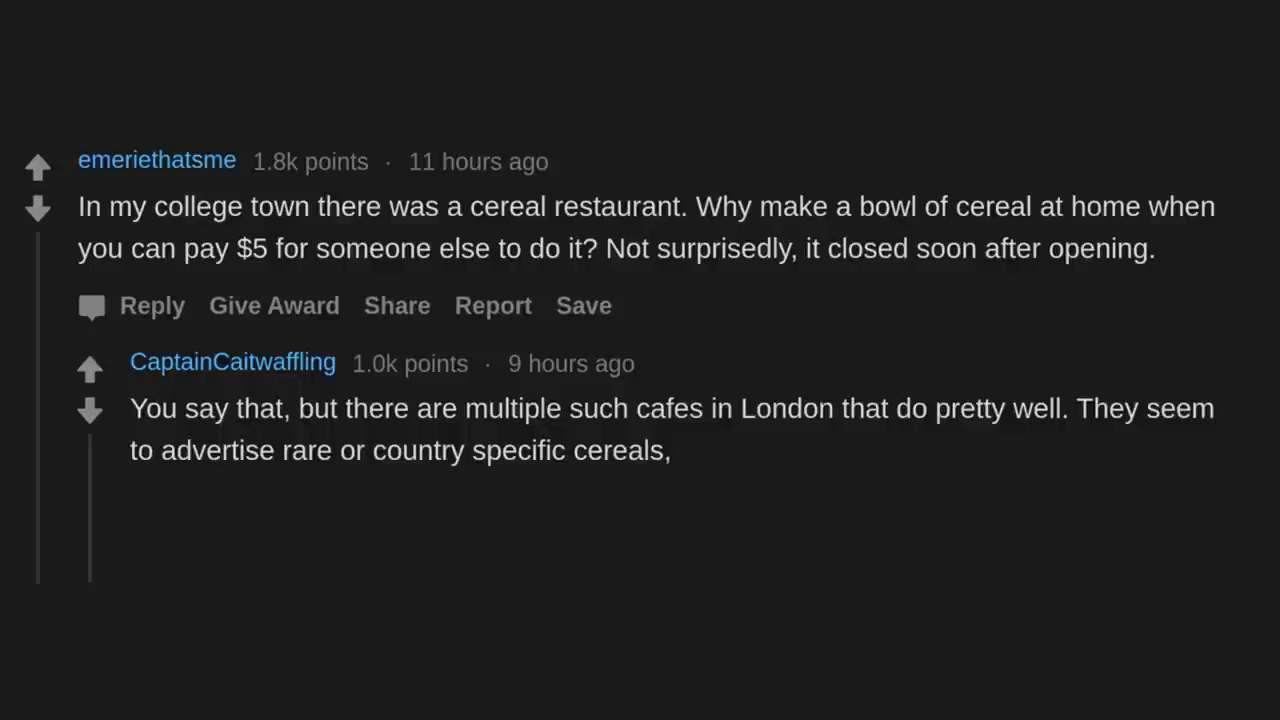 emeriethatsme 1.8k points · 11 hours ago
In my college town there was a cereal restaurant. Why make a bowl of cereal at home when
you can pay $5 for someone else to do it? Not surprisedly, it closed soon after opening.
Reply Give Award Share Report Save
CaptainCaitwaffling 1.0k points · 9 hours ago
You say that, but there are multiple such cafes in London that do pretty well. They seem
to advertise rare or country specific cereals,